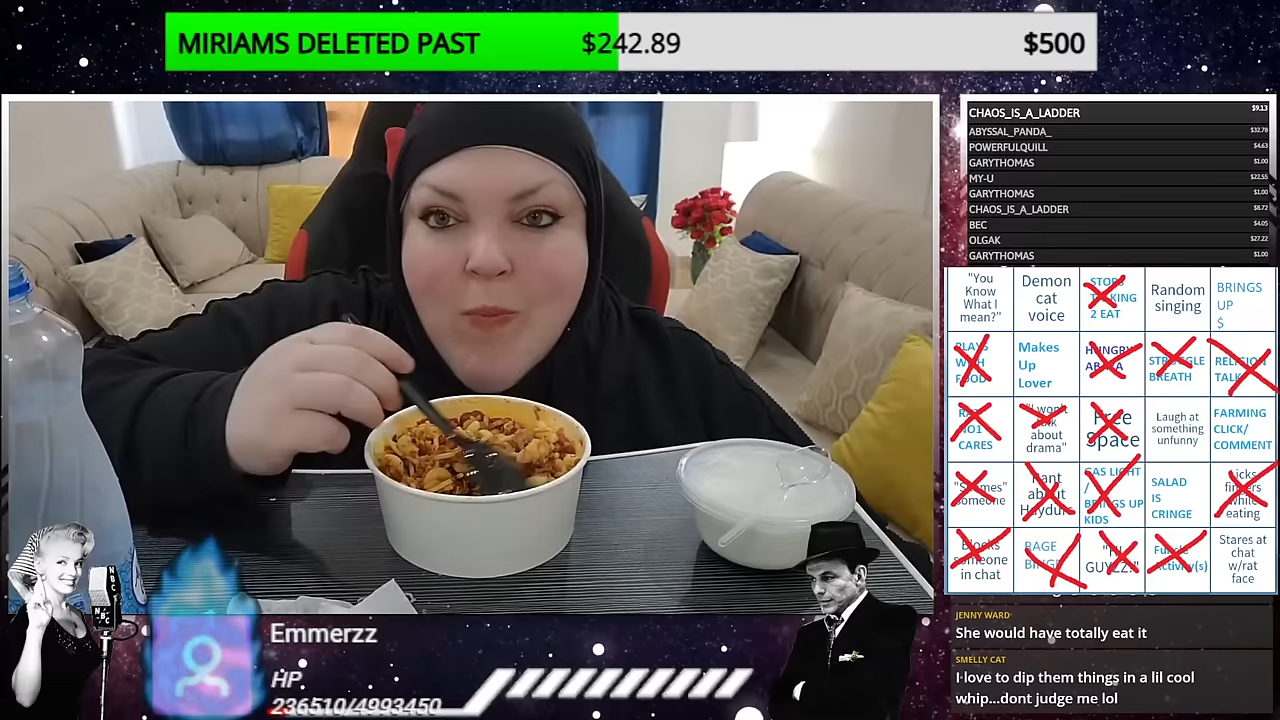 MIRIAMS DELETED PAST $242.89 $500
CHAOS_IS_A_LADDER $9.13
ABYSSAL_PANDA_ $32.78
POWERFULQUILL $4.63
GARYTHOMAS $1.00
MY-U $22.55
GARYTHOMAS $1.00
CHAOS_IS_A_LADDER $8.72
BEC $4.05
OLGAK $27.22
GARYTHOMAS $1.00
"You
Know
What I
mean?"
Demon
cat
voice
STOPS
TALKING
2 EAT
Random
singing
BRINGS
UP
$
PLAYS
WITH
FOOD
Makes
Up
Lover
HUNGRY
STRUGGLE
BREATH
RELIGION
TALK
CARES
"I won't
talk
about
drama"
Free
Space
Laugh at
something
unfunny
FARMING
CLICK/
COMMENT
someone
Rant
about
GAS LIGHT
/
BRINGS UP
KIDS
SALAD
IS
CRINGE
Licks
fingers
while
eating
Blocks
someone
in chat
RAGE
GUYZZ!"
Stares at
chat
w/rat
face
JENNY WARD
She would have totally eat it
SMELLY CAT
I love to dip them things in a lil cool
whip...dont judge me lol
Emmerzz
HP
236510/4993450
NBC
NBC